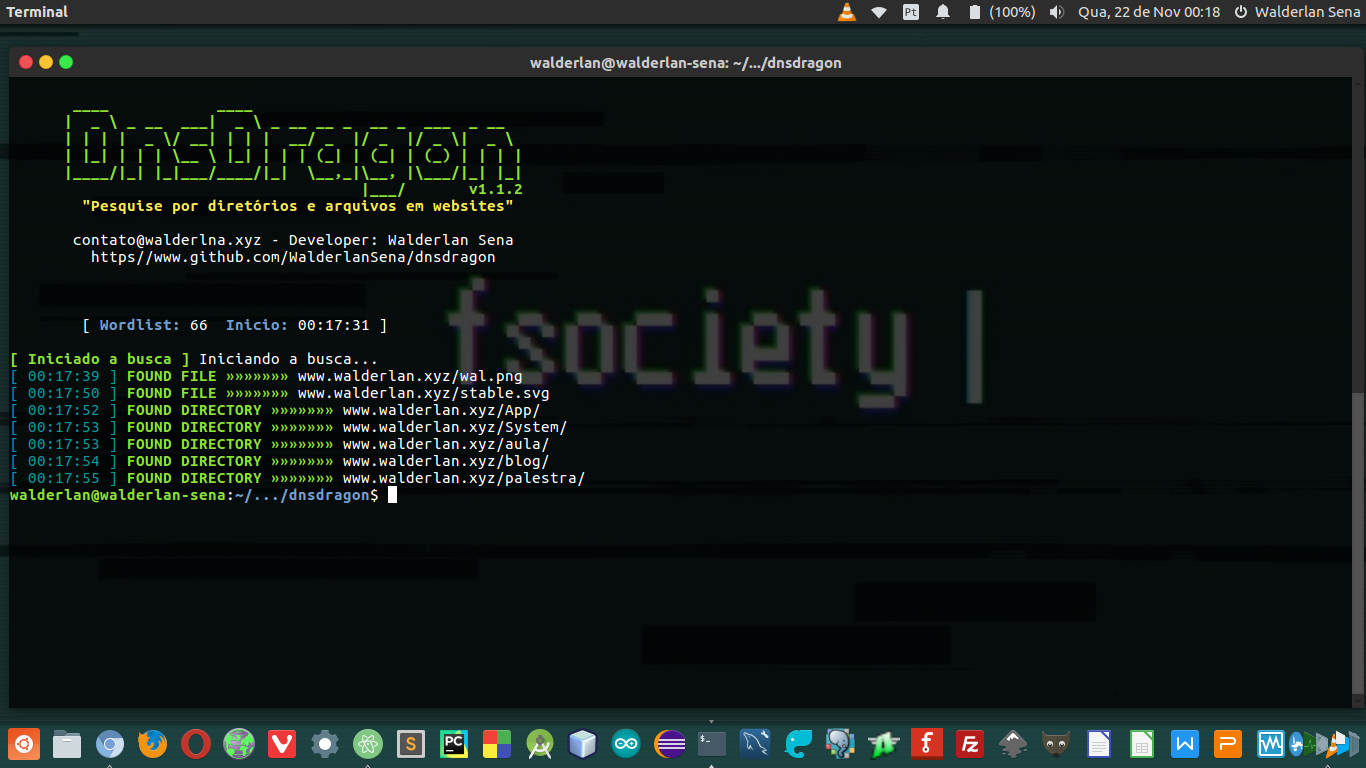 Terminal
Pt
(100%)
Qua, 22 de Nov 00:18
Walderlan Sena
walderlan@walderlan-sena: ~/.../dnsdragon
DnsDragon
v1.1.2
"Pesquise por diretórios e arquivos em websites"
contato@walderlna.xyz - Developer: Walderlan Sena
https//www.github.com/WalderlanSena/dnsdragon
fsociety
[ Wordlist: 66 Inicio: 00:17:31 ]
[ Iniciado a busca ] Iniciando a busca...
[ 00:17:39 ] FOUND FILE »»»»»»» www.walderlan.xyz/wal.png
[ 00:17:50 ] FOUND FILE »»»»»»» www.walderlan.xyz/stable.svg
[ 00:17:52 ] FOUND DIRECTORY »»»»»»» www.walderlan.xyz/App/
[ 00:17:53 ] FOUND DIRECTORY »»»»»»» www.walderlan.xyz/System/
[ 00:17:53 ] FOUND DIRECTORY »»»»»»» www.walderlan.xyz/aula/
[ 00:17:54 ] FOUND DIRECTORY »»»»»»» www.walderlan.xyz/blog/
[ 00:17:55 ] FOUND DIRECTORY »»»»»»» www.walderlan.xyz/palestra/
walderlan@walderlan-sena:~/.../dnsdragon$
S
PC
f
Fz
W
P